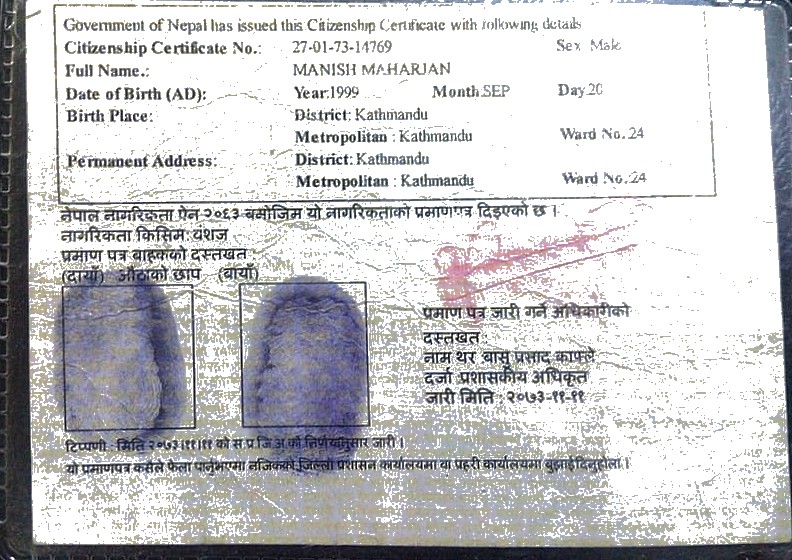 Government of Nepal has issued this Citizenship Certificate with following details
Citizenship Certificate No.: 27-01-73-14769 Sex Male
Full Name.: MANISH MAHARJAN
Date of Birth (AD): Year:1999 Month:SEP Day 20
Birth Place: District: Kathmandu
Metropolitan : Kathmandu Ward No. 24
Permanent Address: District: Kathmandu
Metropolitan : Kathmandu Ward No. 24
नेपाल नागरिकता ऐन २०६३ बमोजिम यो नागरिकताको प्रमाणपत्र दिइएको छ ।
नागरिकता किसिम: वंशज
प्रमाण पत्र बाहकको दस्तखत :
(दायाँ) औंठाको छाप (बायाँ)
प्रमाण पत्र जारी गर्ने अधिकारीको
दस्तखत :
नाम थर बासु प्रसाद काफ्ले
दर्जा प्रशासकीय अधिकृत
जारी मिति : २०७३-११-११
टिप्पणी : मिति २०७३।११।११ को स.प्र.जि.अ.को निर्णयानुसार जारी ।
यो प्रमाणपत्र कसैले फेला पार्नुभएमा नजिकको जिल्ला प्रशासन कार्यालयमा वा प्रहरी कार्यालयमा बुझाईदिनुहोला ।